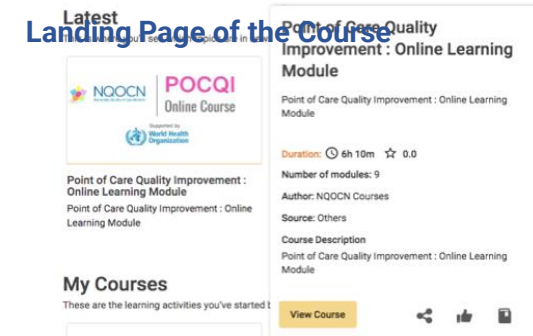 Latest
Landing Page of the Course
NQOCN
POCQI
Online Course
Supported by
World Health
Organization
Point of Care Quality Improvement :
Online Learning Module
Point of Care Quality Improvement : Online
Learning Module
My Courses
These are the learning activities you've started
Point of Care Quality
Improvement : Online Learning
Module
Point of Care Quality Improvement : Online Learning
Module
Duration: 6h 10m 0.0
Number of modules: 9
Author: NQOCN Courses
Source: Others
Course Description
Point of Care Quality Improvement : Online Learning
Module
View Course